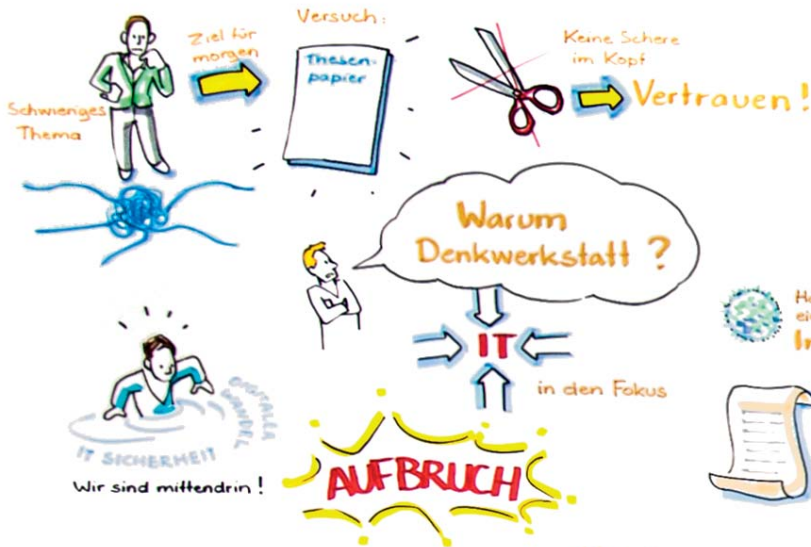 Schwieriges
Thema
Ziel für
morgen
Versuch:
Thesen-
papier
Keine Schere
im Kopf
Vertrauen!
Warum
Denkwerkstatt?
IT
in den Fokus
DIGITALER
WANDEL
IT SICHERHEIT
Wir sind mittendrin!
AUFBRUCH